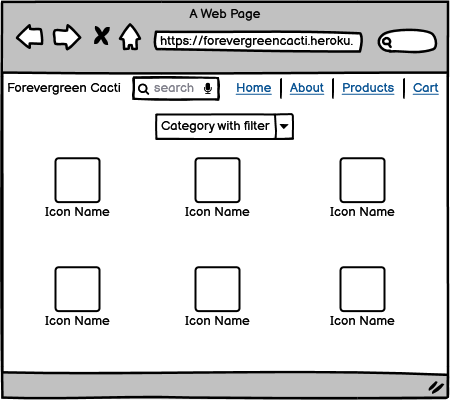 A Web Page
https://forevergreencacti.heroku.
Forevergreen Cacti
search
Home | About | Products | Cart
Category with filter
Icon Name Icon Name Icon Name
Icon Name Icon Name Icon Name